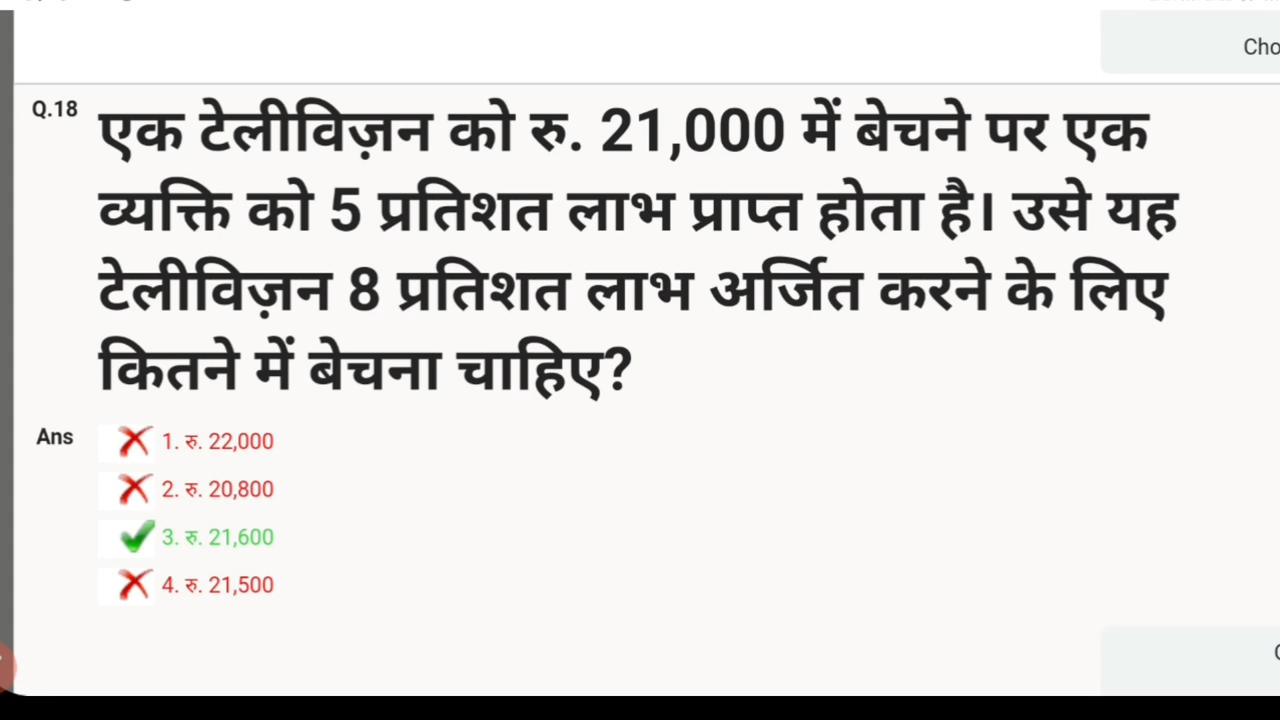 Cho
Q.18
एक टेलीविज़न को रु. 21,000 में बेचने पर एक
व्यक्ति को 5 प्रतिशत लाभ प्राप्त होता है। उसे यह
टेलीविज़न 8 प्रतिशत लाभ अर्जित करने के लिए
कितने में बेचना चाहिए?
Ans
1. रु. 22,000
2. रु. 20,800
3. रु. 21,600
4. रु. 21,500